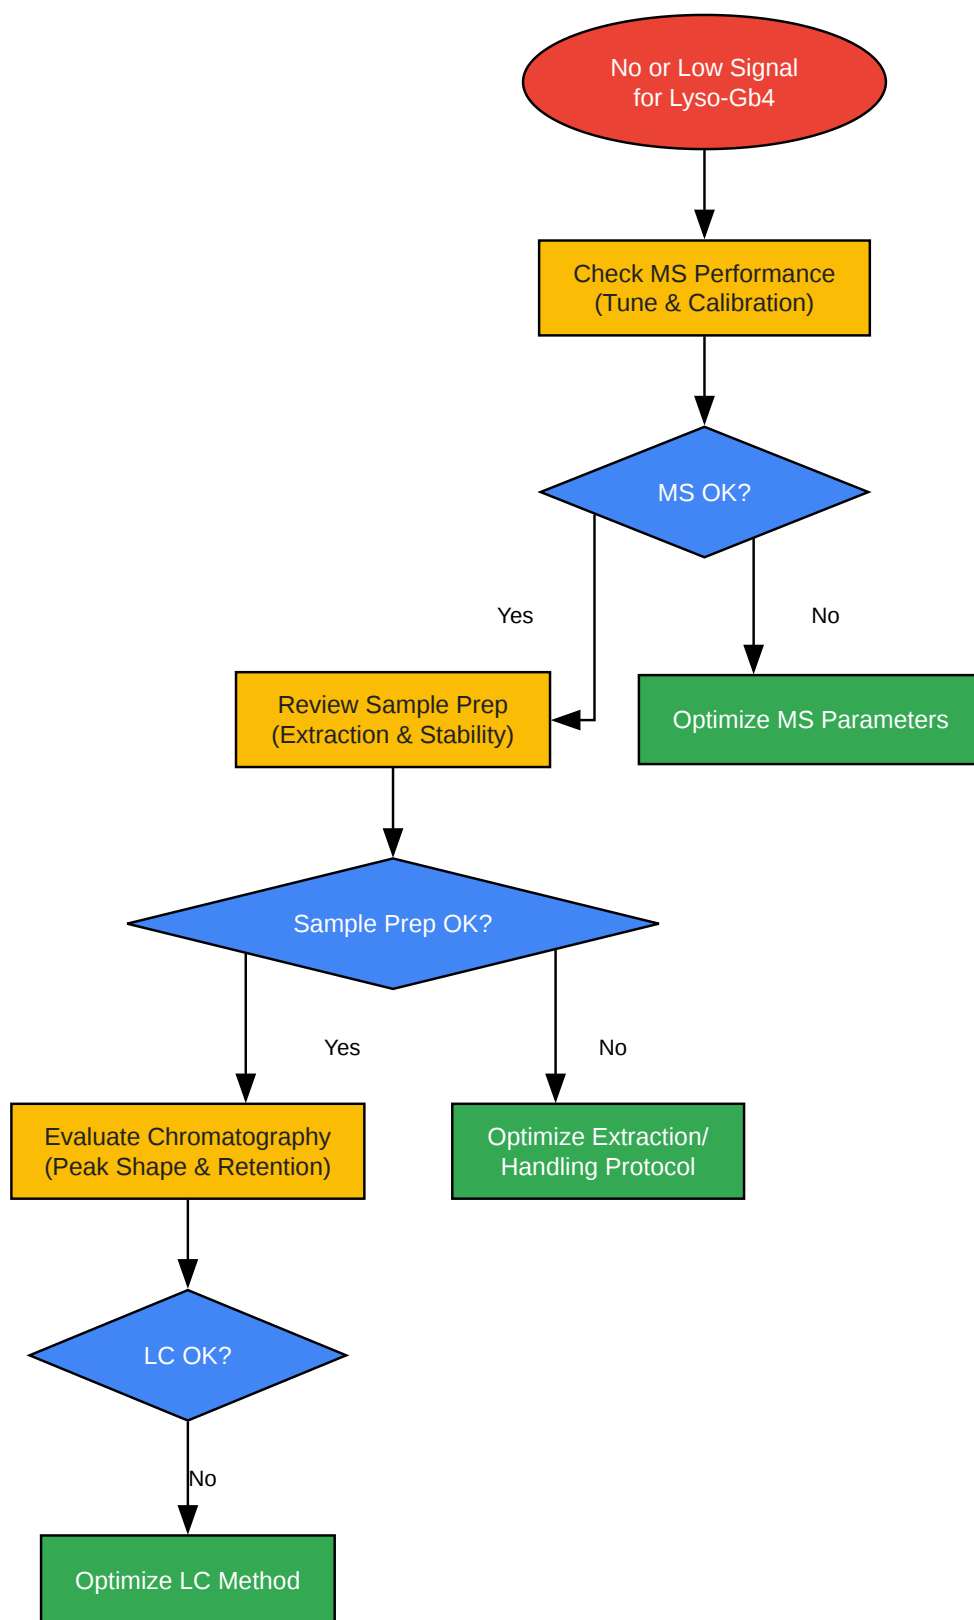 No or Low Signal
for Lyso-Gb4
Check MS Performance
(Tune & Calibration)
MS OK?
Yes
No
Review Sample Prep
(Extraction & Stability)
Optimize MS Parameters
Sample Prep OK?
Yes
No
Evaluate Chromatography
(Peak Shape & Retention)
Optimize Extraction/
Handling Protocol
LC OK?
No
Optimize LC Method